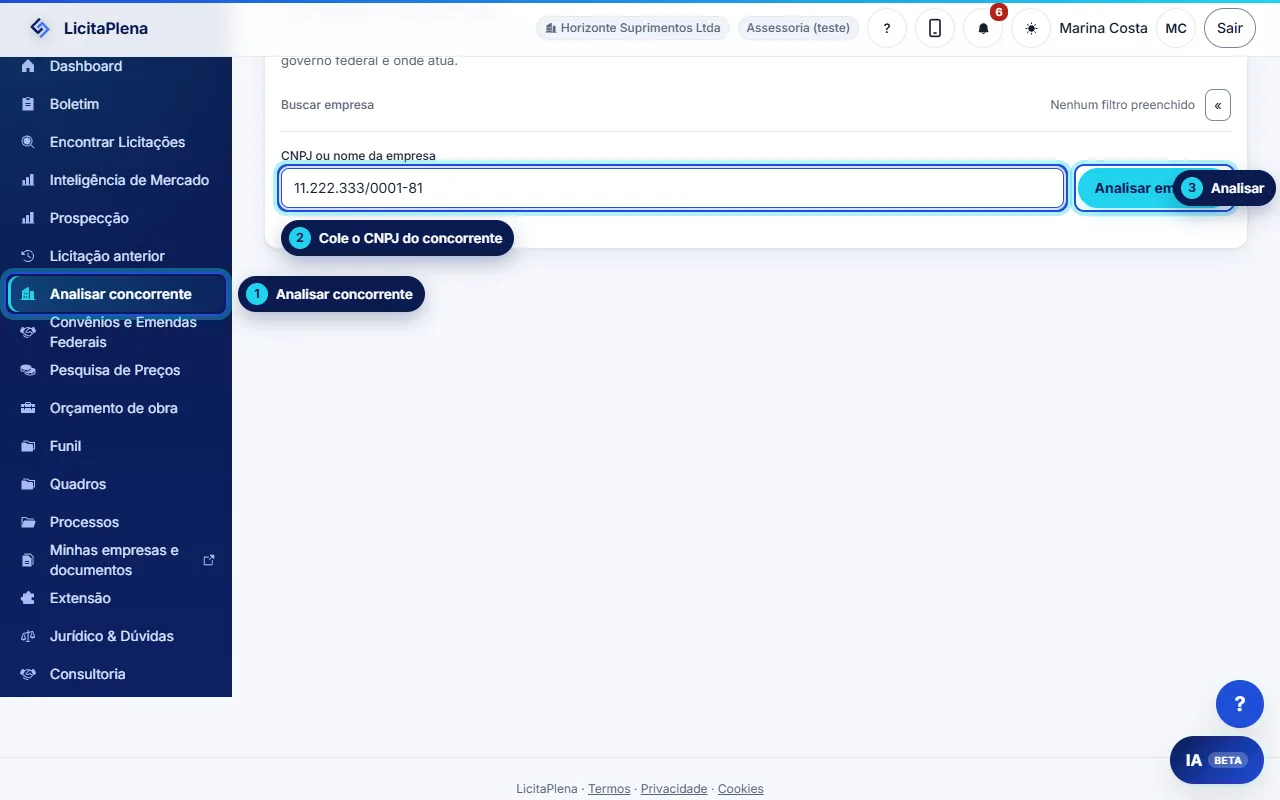 LicitaPlena
Horizonte Suprimentos Ltda
Assessoria (teste)
?
6
Marina Costa
MC
Sair
Dashboard
Boletim
Encontrar Licitações
Inteligência de Mercado
Prospecção
Licitação anterior
Analisar concorrente
Convênios e Emendas
Federais
Pesquisa de Preços
Orçamento de obra
Funil
Quadros
Processos
Minhas empresas e
documentos
Extensão
Jurídico & Dúvidas
Consultoria
governo federal e onde atua.
Buscar empresa
Nenhum filtro preenchido
«
CNPJ ou nome da empresa
11.222.333/0001-81
Analisar em
3 Analisar
2 Cole o CNPJ do concorrente
1 Analisar concorrente
?
IA BETA
LicitaPlena · Termos · Privacidade · Cookies